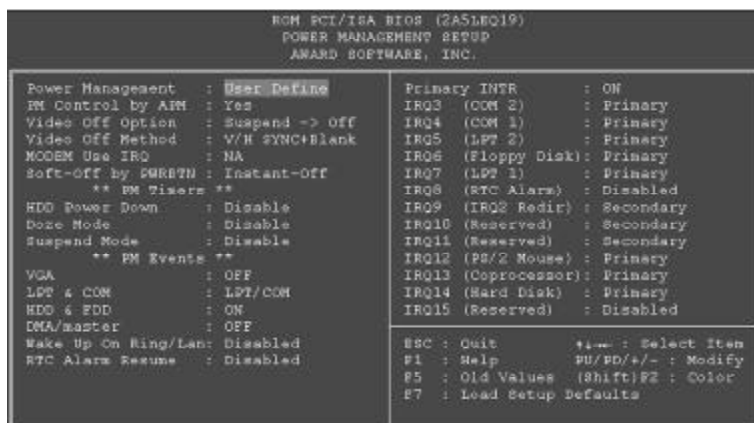 ROM PCI/ISA BIOS (2A5LEQ19)
POWER MANAGEMENT SETUP
AWARD SOFTWARE, INC.
Power Management : User Define
PM Control by APM : Yes
Video Off Option : Suspend -> Off
Video Off Method : V/H SYNC+Blank
MODEM Use IRQ : NA
Soft-Off by PWRBTN : Instant-Off
** PM Timers **
HDD Power Down : Disable
Doze Mode : Disable
Suspend Mode : Disable
** PM Events **
VGA : OFF
LPT & COM : LPT/COM
HDD & FDD : ON
DMA/master : OFF
Wake Up On Ring/Lan: Disabled
RTC Alarm Resume : Disabled
Primary INTR : ON
IRQ3 (COM 2) : Primary
IRQ4 (COM 1) : Primary
IRQ5 (LPT 2) : Primary
IRQ6 (Floppy Disk): Primary
IRQ7 (LPT 1) : Primary
IRQ8 (RTC Alarm) : Disabled
IRQ9 (IRQ2 Redir) : Secondary
IRQ10 (Reserved) : Secondary
IRQ11 (Reserved) : Secondary
IRQ12 (PS/2 Mouse) : Primary
IRQ13 (Coprocessor): Primary
IRQ14 (Hard Disk) : Primary
IRQ15 (Reserved) : Disabled
ESC : Quit ↑↓→← : Select Item
F1 : Help PU/PD/+/- : Modify
F5 : Old Values (Shift)F2 : Color
F7 : Load Setup Defaults